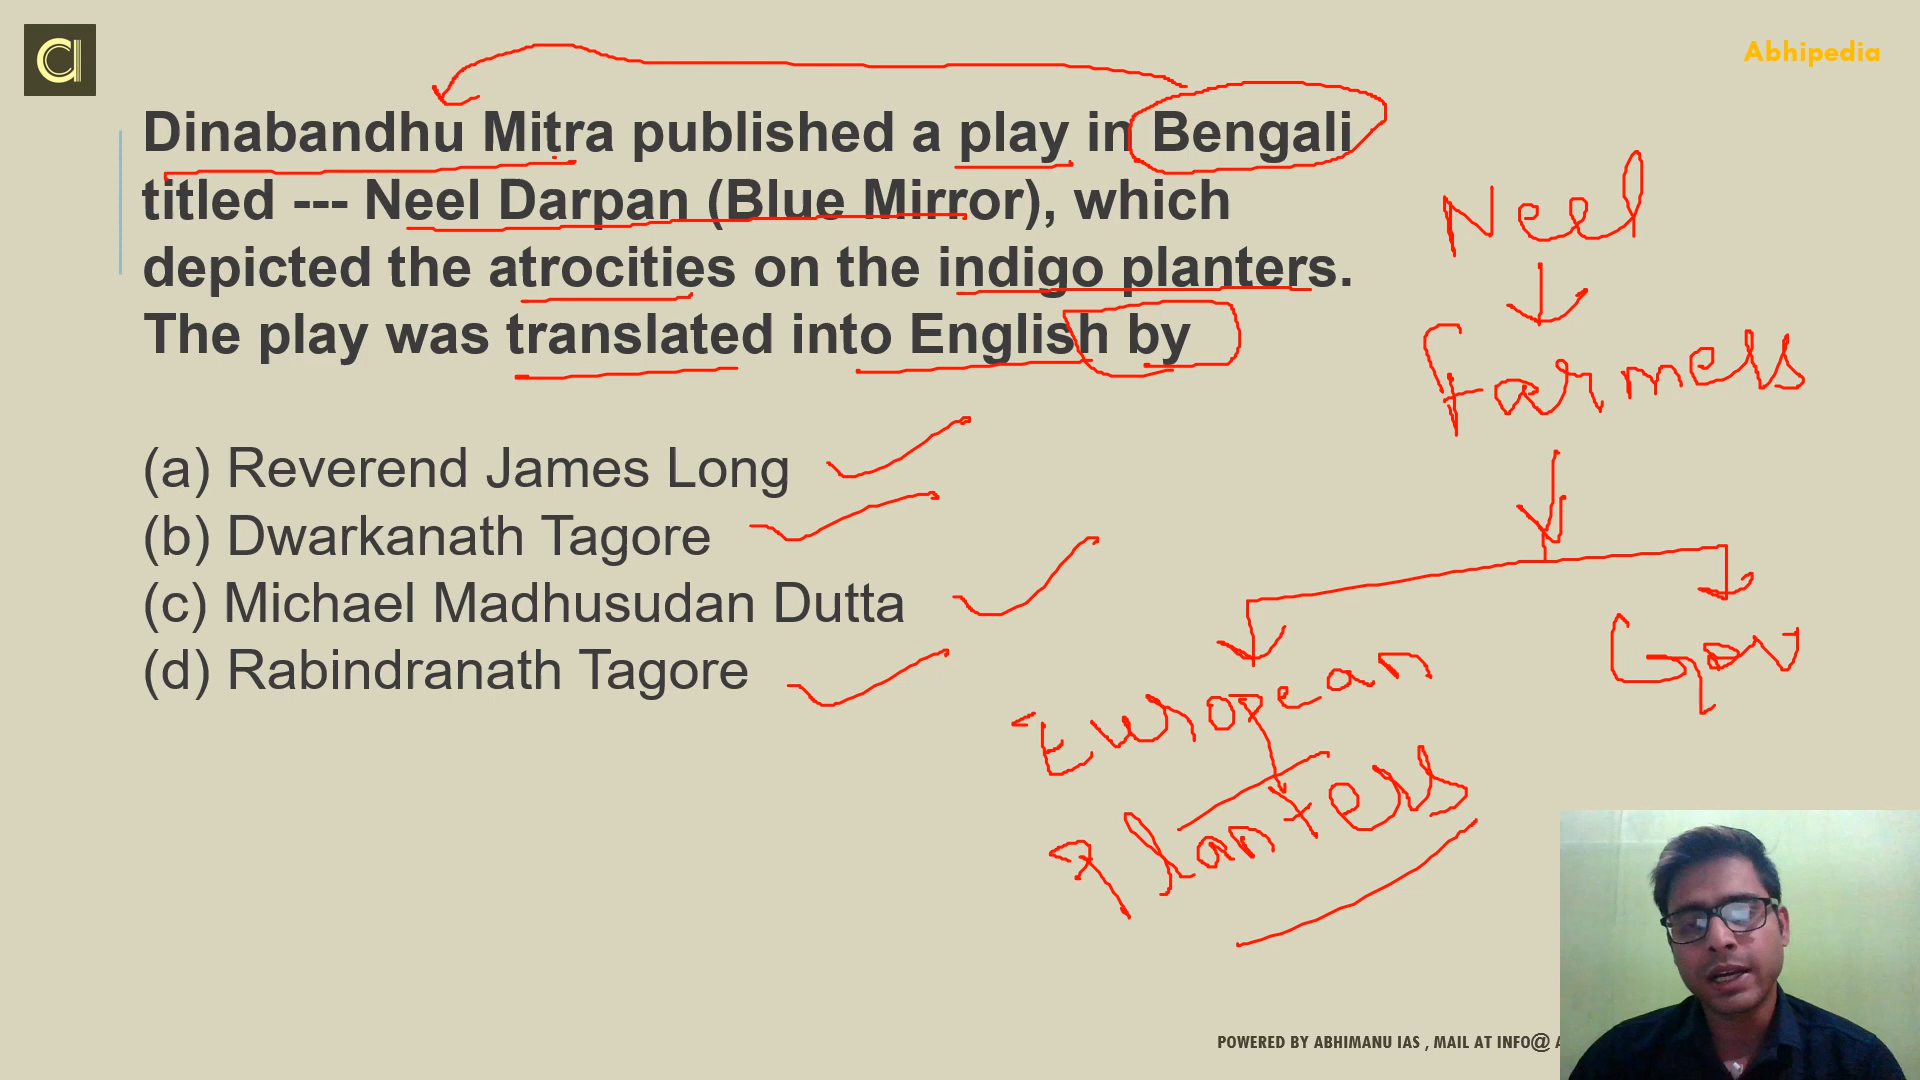 Abhipedia
Dinabandhu Mitra published a play in Bengali
titled --- Neel Darpan (Blue Mirror), which
depicted the atrocities on the indigo planters.
The play was translated into English by
(a) Reverend James Long
(b) Dwarkanath Tagore
(c) Michael Madhusudan Dutta
(d) Rabindranath Tagore
Neel
Farmers
European
Planters
Gov
POWERED BY ABHIMANU IAS , MAIL AT INFO@ A